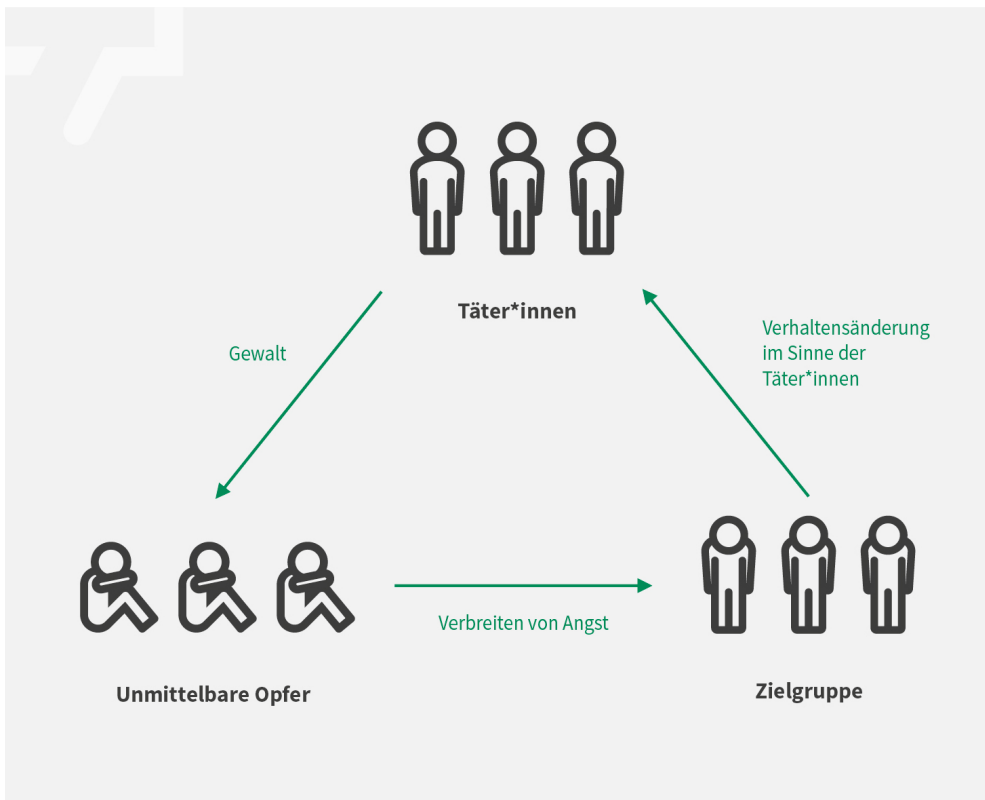 Täter*innen
Gewalt
Verhaltensänderung
im Sinne der
Täter*innen
Verbreiten von Angst
Unmittelbare Opfer
Zielgruppe